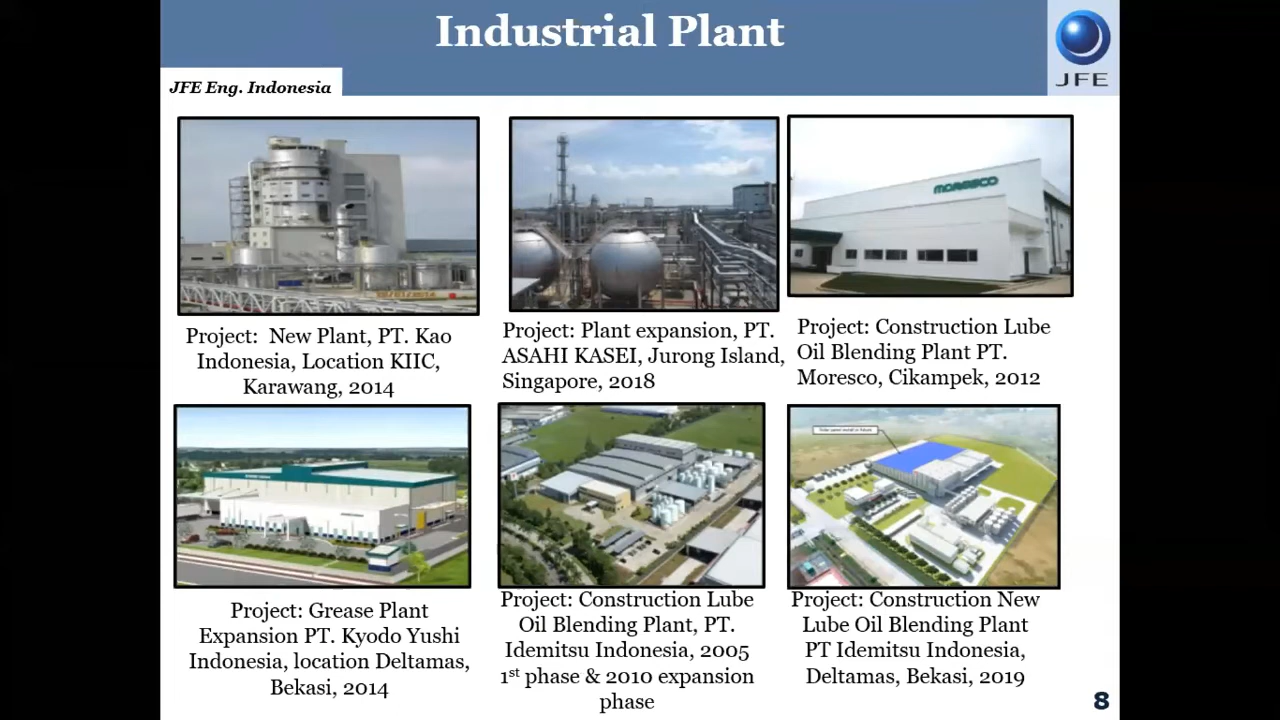 Industrial Plant
JFE Eng. Indonesia
JFE
MORESCO
Project: New Plant, PT. Kao
Indonesia, Location KIIC,
Karawang, 2014
Project: Plant expansion, PT.
ASAHI KASEI, Jurong Island,
Singapore, 2018
Project: Construction Lube
Oil Blending Plant PT.
Moresco, Cikampek, 2012
Project: Grease Plant
Expansion PT. Kyodo Yushi
Indonesia, location Deltamas,
Bekasi, 2014
Project: Construction Lube
Oil Blending Plant, PT.
Idemitsu Indonesia, 2005
1st phase & 2010 expansion
phase
Project: Construction New
Lube Oil Blending Plant
PT Idemitsu Indonesia,
Deltamas, Bekasi, 2019
8